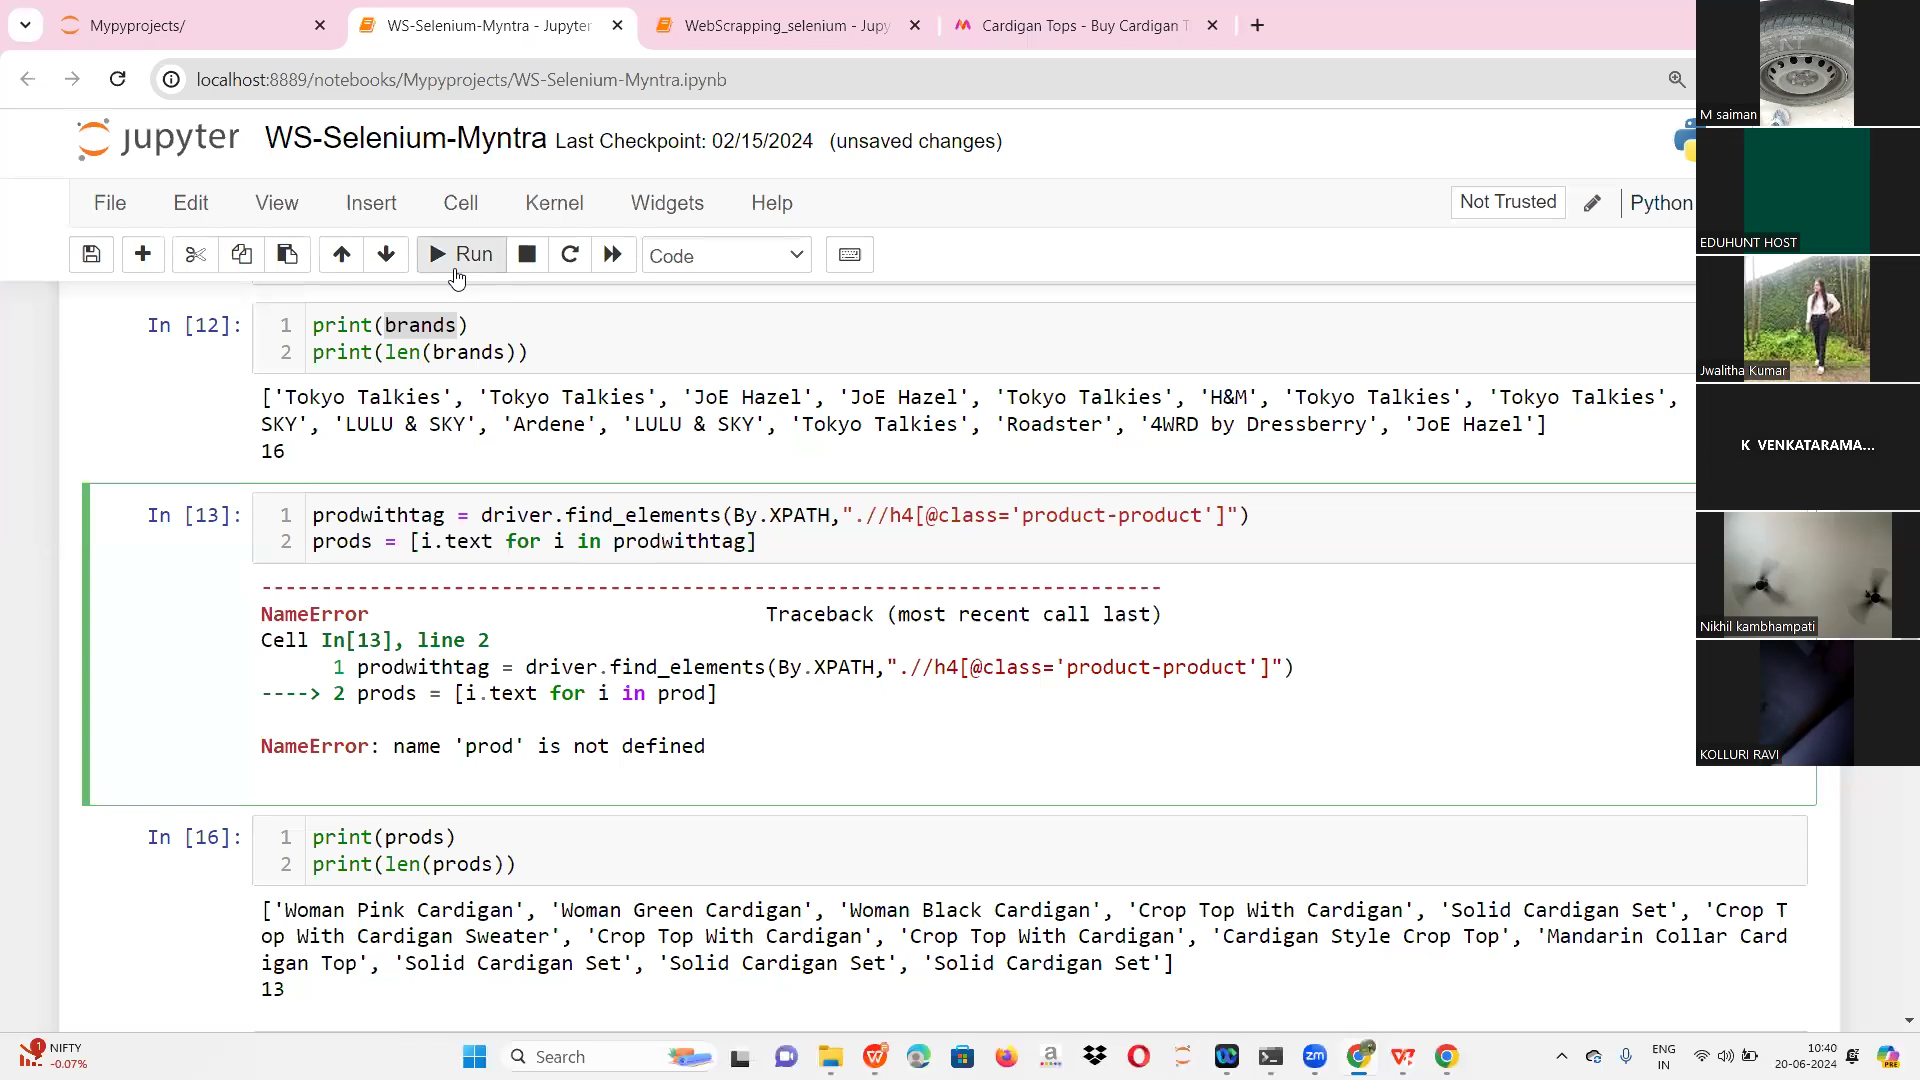 Mypyprojects/
WS-Selenium-Myntra - Jupyter
WebScrapping_selenium - Jupy
Cardigan Tops - Buy Cardigan T
localhost:8889/notebooks/Mypyprojects/WS-Selenium-Myntra.ipynb
jupyter WS-Selenium-Myntra Last Checkpoint: 02/15/2024 (unsaved changes)
File Edit View Insert Cell Kernel Widgets Help
Not Trusted
Python
Run
Code
In [12]:
1 print(brands)
2 print(len(brands))
['Tokyo Talkies', 'Tokyo Talkies', 'JoE Hazel', 'JoE Hazel', 'Tokyo Talkies', 'H&M', 'Tokyo Talkies', 'Tokyo Talkies',
SKY', 'LULU & SKY', 'Ardene', 'LULU & SKY', 'Tokyo Talkies', 'Roadster', '4WRD by Dressberry', 'JoE Hazel']
16
In [13]:
1 prodwithtag = driver.find_elements(By.XPATH,".//h4[@class='product-product']")
2 prods = [i.text for i in prodwithtag]
---------------------------------------------------------------------------
NameError Traceback (most recent call last)
Cell In[13], line 2
1 prodwithtag = driver.find_elements(By.XPATH,".//h4[@class='product-product']")
----> 2 prods = [i.text for i in prod]
NameError: name 'prod' is not defined
In [16]:
1 print(prods)
2 print(len(prods))
['Woman Pink Cardigan', 'Woman Green Cardigan', 'Woman Black Cardigan', 'Crop Top With Cardigan', 'Solid Cardigan Set', 'Crop T
op With Cardigan Sweater', 'Crop Top With Cardigan', 'Crop Top With Cardigan', 'Cardigan Style Crop Top', 'Mandarin Collar Card
igan Top', 'Solid Cardigan Set', 'Solid Cardigan Set', 'Solid Cardigan Set']
13
M saiman
EDUHUNT HOST
Jwalitha Kumar
K VENKATARAMA...
Nikhil kambhampati
KOLLURI RAVI
1
NIFTY
-0.07%
Search
zm
ENG
IN
10:40
20-06-2024
PRE